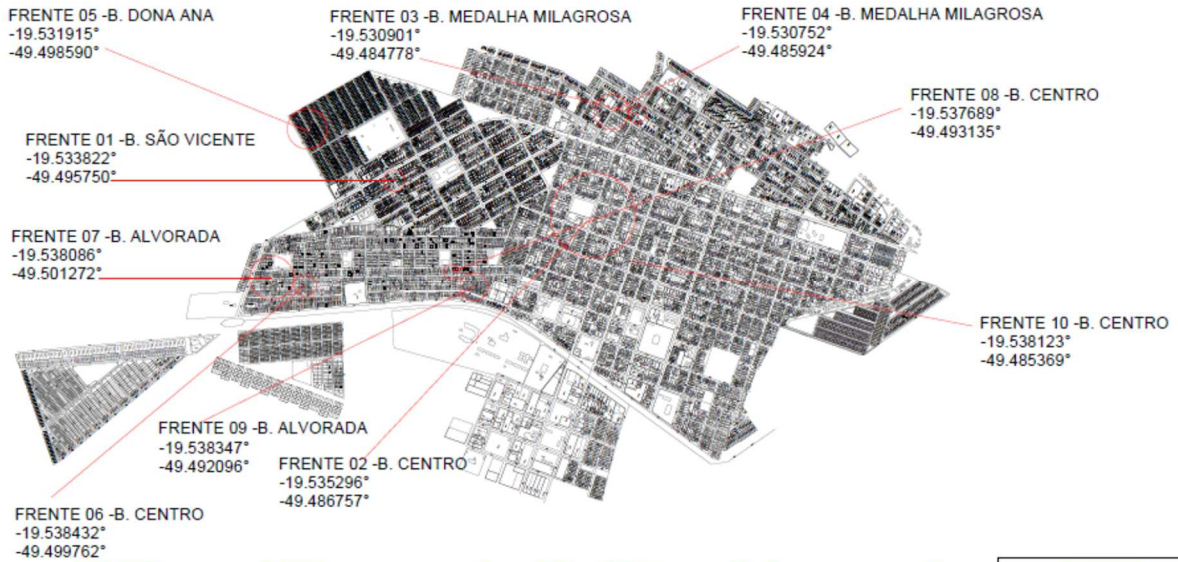 FRENTE 05 -B. DONA ANA
-19.531915°
-49.498590°
FRENTE 03 -B. MEDALHA MILAGROSA
-19.530901°
-49.484778°
FRENTE 04 -B. MEDALHA MILAGROSA
-19.530752°
-49.485924°
FRENTE 08 -B. CENTRO
-19.537689°
-49.493135°
FRENTE 01 -B. SÃO VICENTE
-19.533822°
-49.495750°
FRENTE 07 -B. ALVORADA
-19.538086°
-49.501272°
FRENTE 10 -B. CENTRO
-19.538123°
-49.485369°
FRENTE 09 -B. ALVORADA
-19.538347°
-49.492096°
FRENTE 02 -B. CENTRO
-19.535296°
-49.486757°
FRENTE 06 -B. CENTRO
-19.538432°
-49.499762°